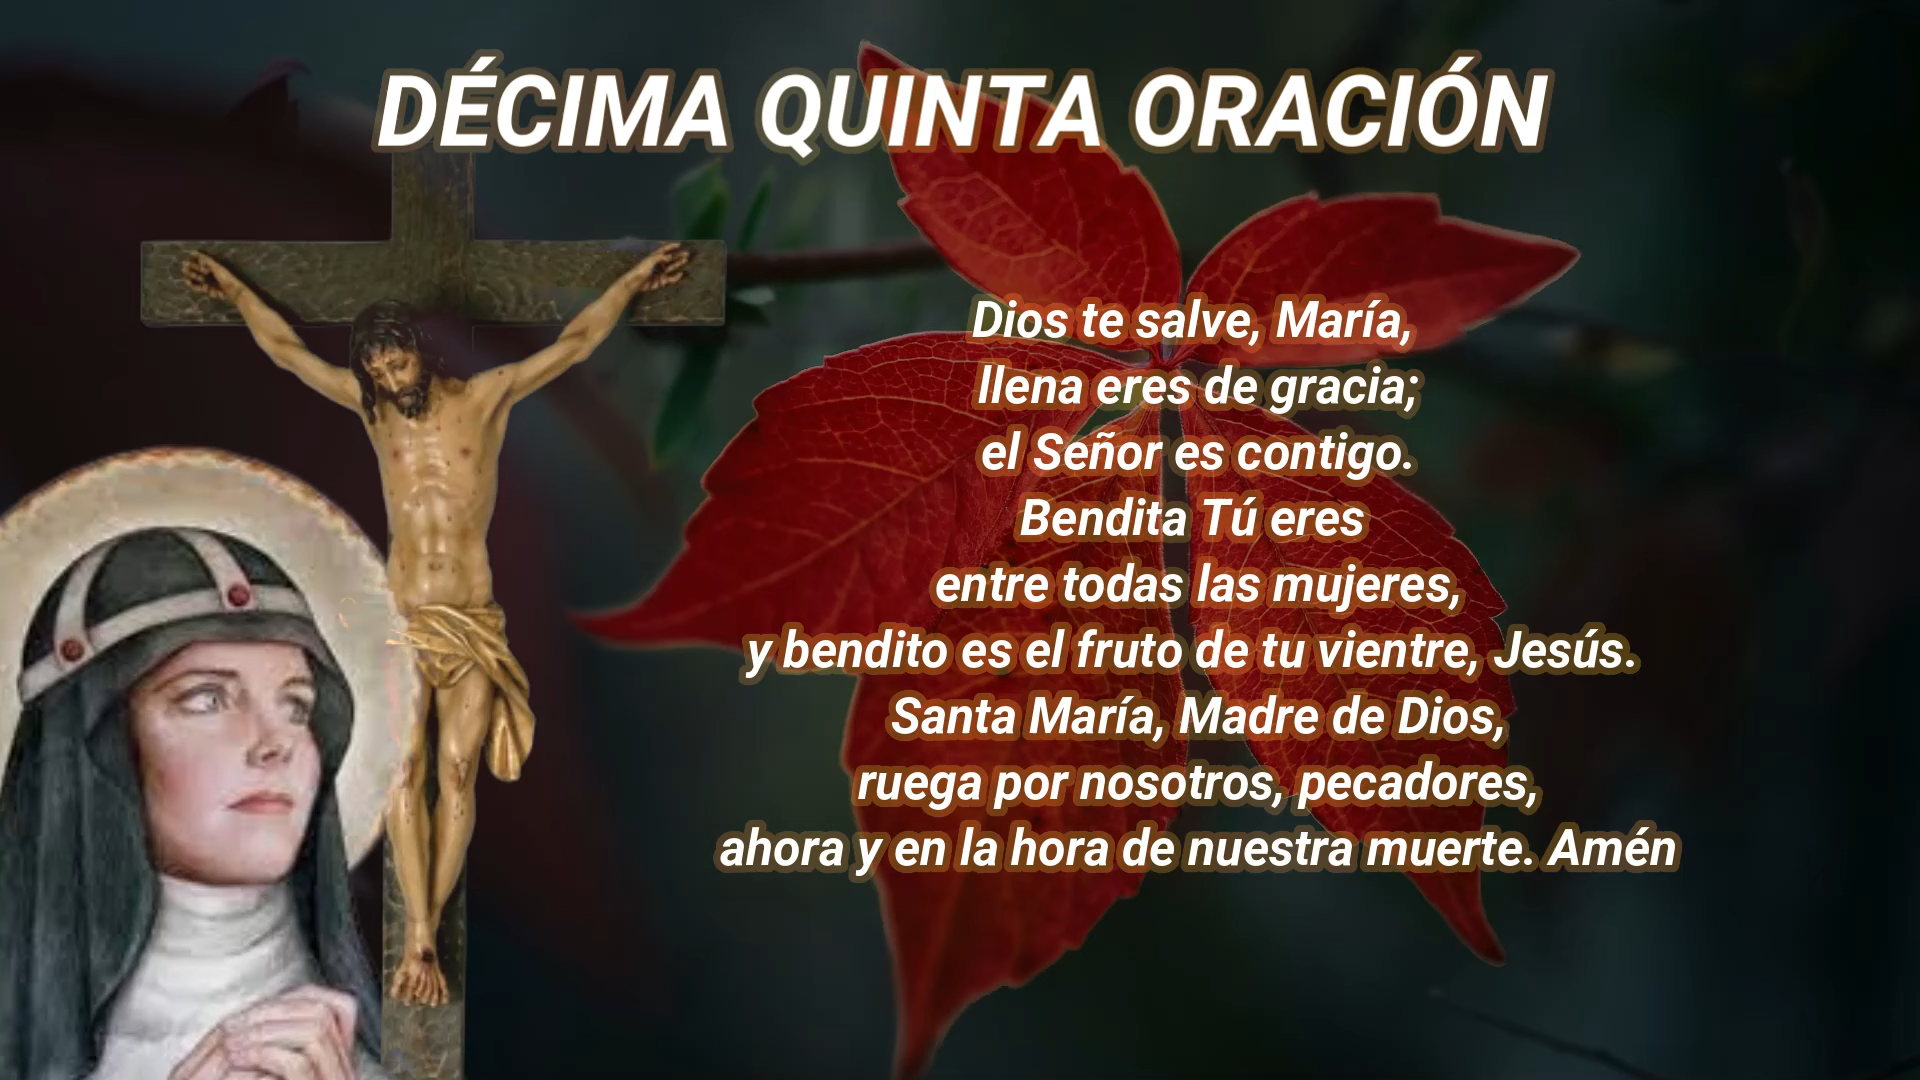 DÉCIMA QUINTA ORACIÓN
Dios te salve, María,
llena eres de gracia;
el Señor es contigo.
Bendita Tú eres
entre todas las mujeres,
y bendito es el fruto de tu vientre, Jesús.
Santa María, Madre de Dios,
ruega por nosotros, pecadores,
ahora y en la hora de nuestra muerte. Amén